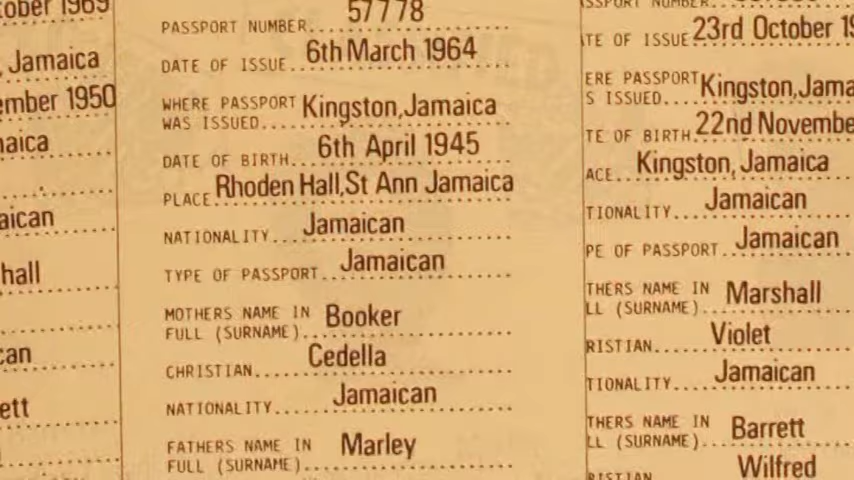 tober 1969
, Jamaica
ember 1950
maica
aican
hall
can
ett
PASSPORT NUMBER...57778
DATE OF ISSUE...6th March 1964
WHERE PASSPORT Kingston,Jamaica
WAS ISSUED...
DATE OF BIRTH...6th April 1945
PLACE..Rhoden Hall,St Ann Jamaica
NATIONALITY...Jamaican
TYPE OF PASSPORT..Jamaican
MOTHERS NAME IN Booker
FULL (SURNAME)...
CHRISTIAN....Cedella
NATIONALITY....Jamaican
FATHERS NAME IN Marley
FULL (SURNAME)...
SSPORT NUMBER..
TE OF ISSUE.23rd October 19
ERE PASSPORT Kingston,Jama
S ISSUED....
TE OF BIRTH.22nd Novembe
ACE...Kingston, Jamaica
TIONALITY...Jamaican
PE OF PASSPORT..Jamaican
THERS NAME IN Marshall
LL (SURNAME)..
RISTIAN....Violet
TIONALITY...Jamaican
THERS NAME IN Barrett
LL (SURNAME)..
RISTIAN Wilfred